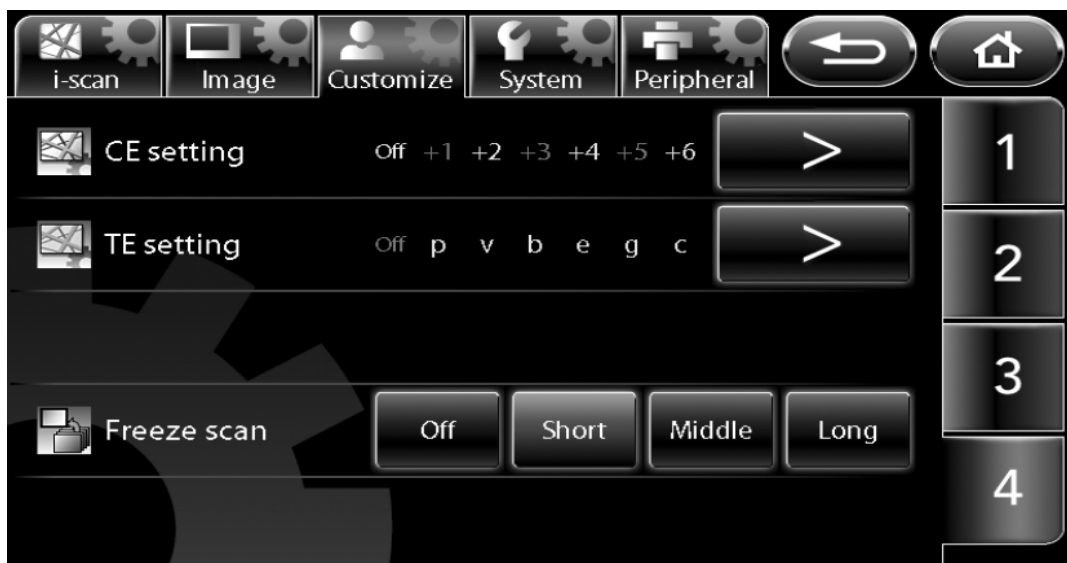 i-scan Image Customize System Peripheral
CE setting Off +1 +2 +3 +4 +5 +6 > 1
TE setting Off p v b e g c > 2
3
Freeze scan Off Short Middle Long
4